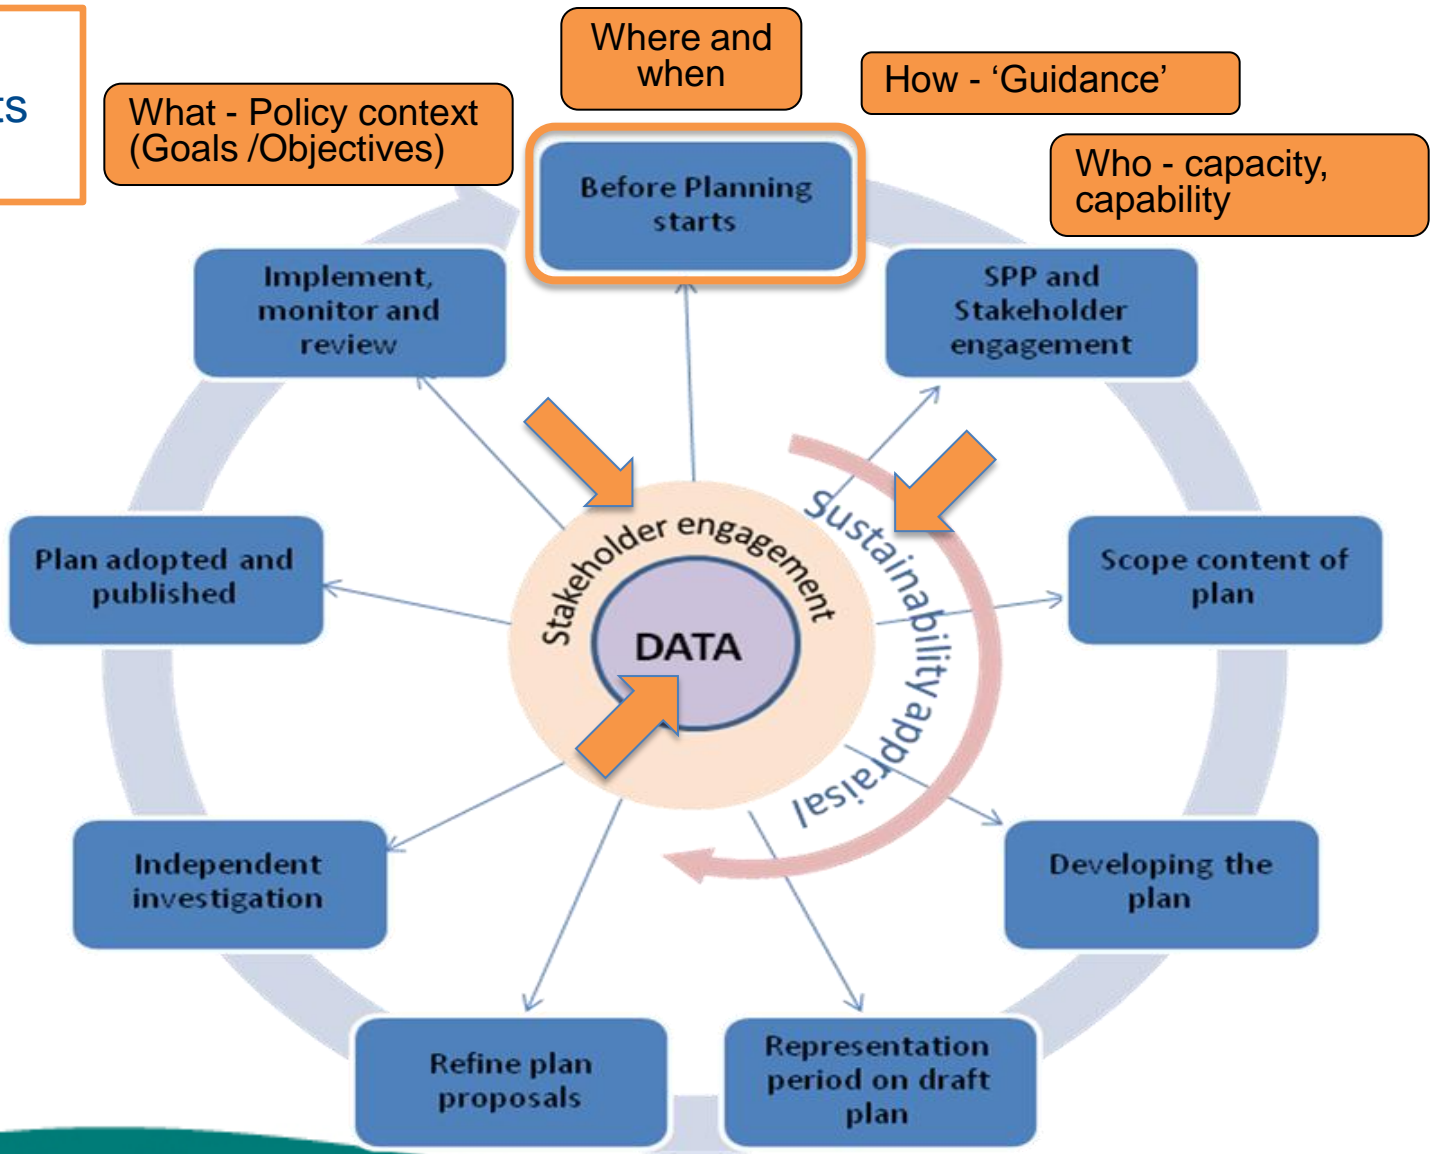 Where and
when
How - ‘Guidance’
What - Policy context
(Goals /Objectives)
Who - capacity,
capability
Before Planning
starts
Implement,
monitor and
review
SPP and
Stakeholder
engagement
Plan adopted and
published
Scope content of
plan
Stakeholder engagement
Sustainability appraisal
DATA
Independent
investigation
Developing the
plan
Refine plan
proposals
Representation
period on draft
plan